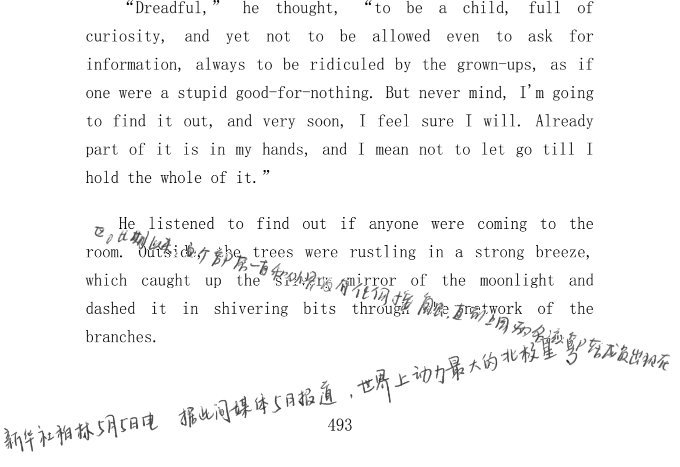 “Dreadful,” he thought, “to be a child, full of
curiosity, and yet not to be allowed even to ask for
information, always to be ridiculed by the grown-ups, as if
one were a stupid good-for-nothing. But never mind, I'm going
to find it out, and very soon, I feel sure I will. Already
part of it is in my hands, and I mean not to let go till I
hold the whole of it.”
He listened to find out if anyone were coming to the
room. Outside, the trees were rustling in a strong breeze,
which caught up the silvery mirror of the moonlight and
dashed it in shivering bits through the network of the
branches.
新华社柏林5月5日电 据此间媒体5日报道，世界上动力最大的北极星号
493